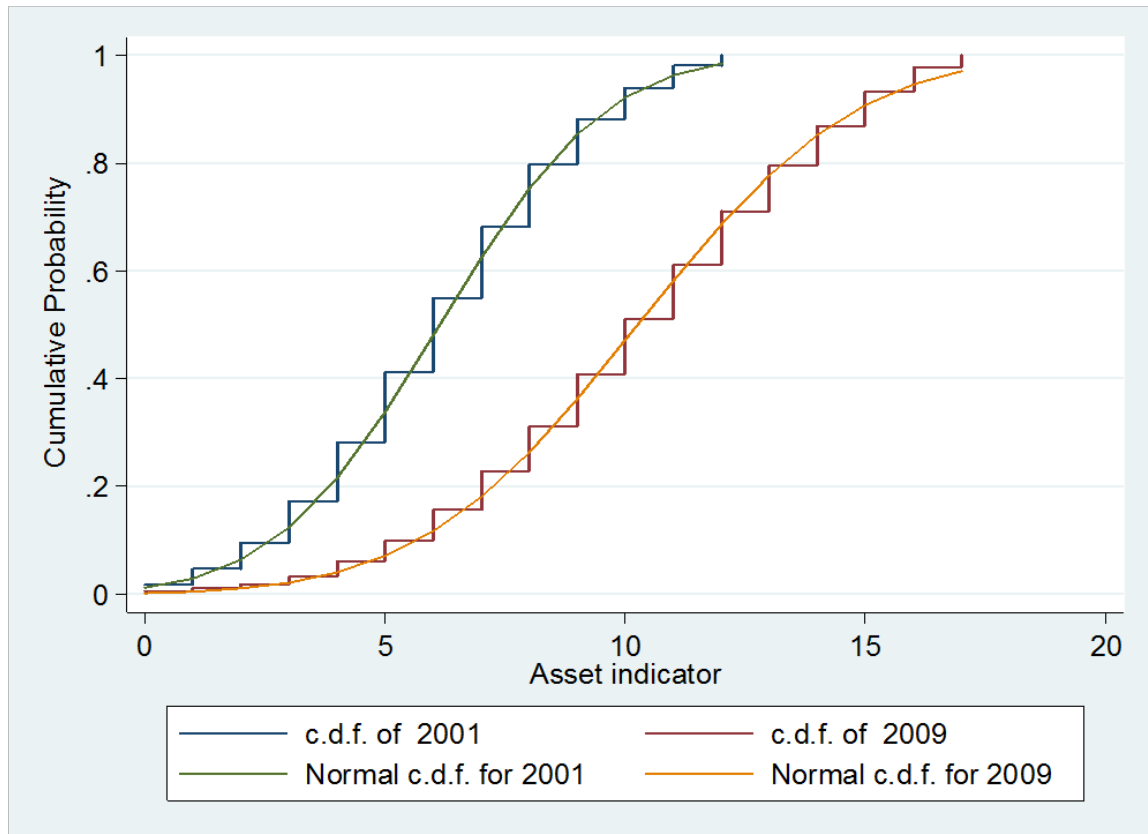 Cumulative Probability
1
.8
.6
.4
.2
0
0 5 10 15 20
Asset indicator
c.d.f. of 2001 c.d.f. of 2009
Normal c.d.f. for 2001 Normal c.d.f. for 2009